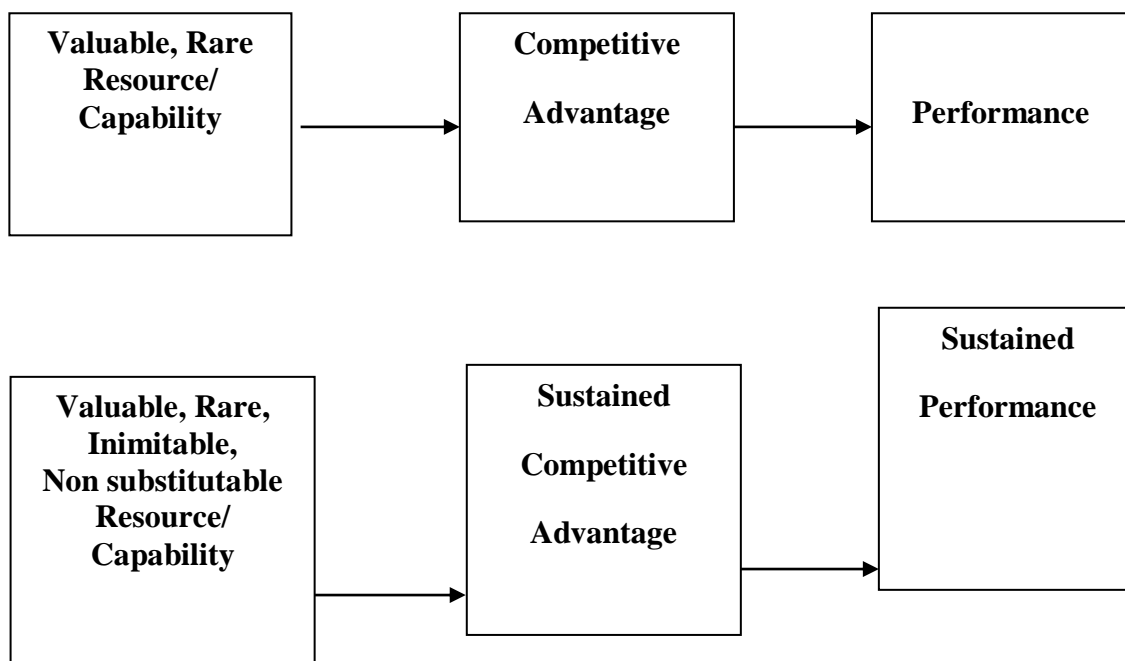 Valuable, Rare
Resource/
Capability
Competitive
Advantage
Performance
Valuable, Rare,
Inimitable,
Non substitutable
Resource/
Capability
Sustained
Competitive
Advantage
Sustained
Performance